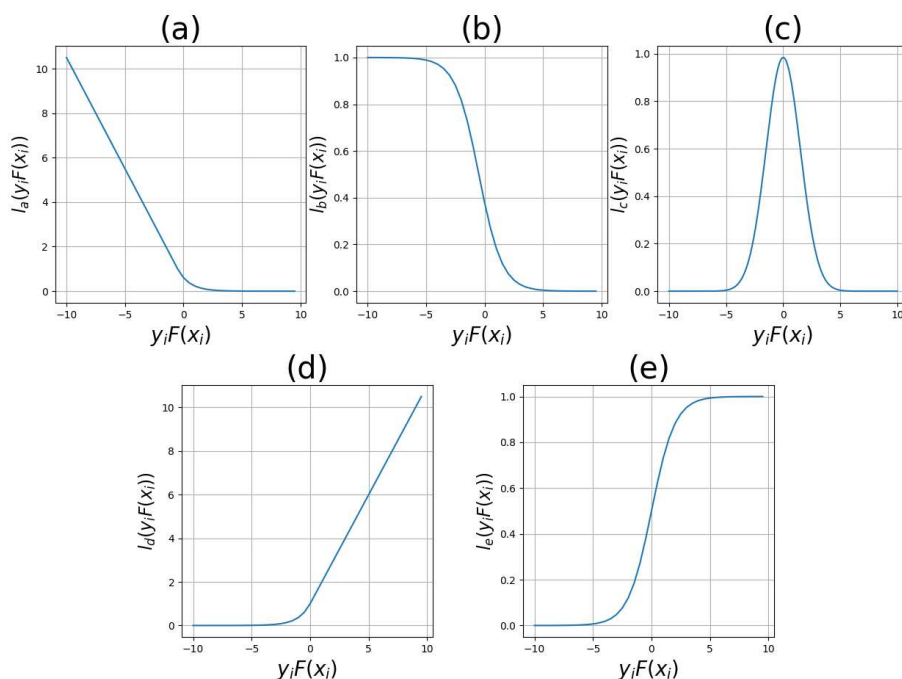 (a)
(b)
(c)
10
8
6
4
2
0
l_a(y_iF(x_i))
−10 −5 0 5 10
y_iF(x_i)
1.0
0.8
0.6
0.4
0.2
0.0
l_b(y_iF(x_i))
−10 −5 0 5 10
y_iF(x_i)
1.0
0.8
0.6
0.4
0.2
0.0
l_c(y_iF(x_i))
−10 −5 0 5 10
y_iF(x_i)
(d)
(e)
10
8
6
4
2
0
l_d(y_iF(x_i))
−10 −5 0 5 10
y_iF(x_i)
1.0
0.8
0.6
0.4
0.2
0.0
l_e(y_iF(x_i))
−10 −5 0 5 10
y_iF(x_i)